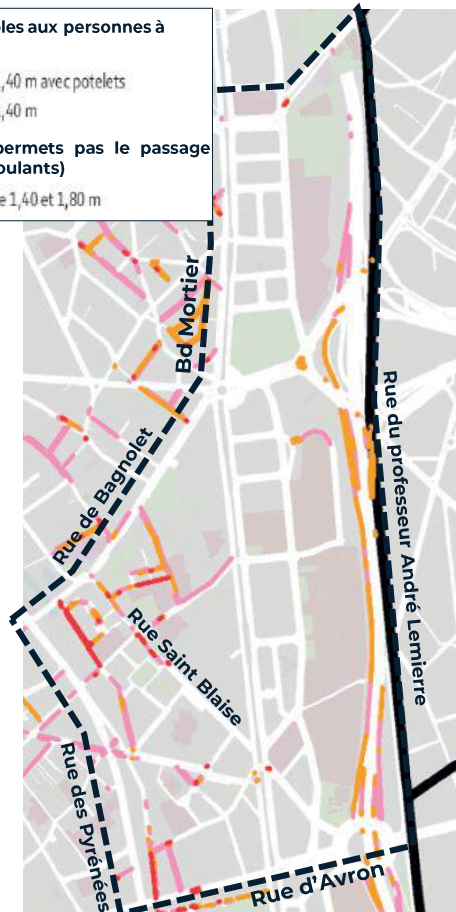 les aux personnes à
,40 m avec potelets
,40 m
permets pas le passage
oulants)
e 1,40 et 1,80 m
Bd Mortier
Rue de Bagnolet
Rue du professeur André Lemierre
Rue Saint Blaise
Rue des Pyrénées
Rue d'Avron